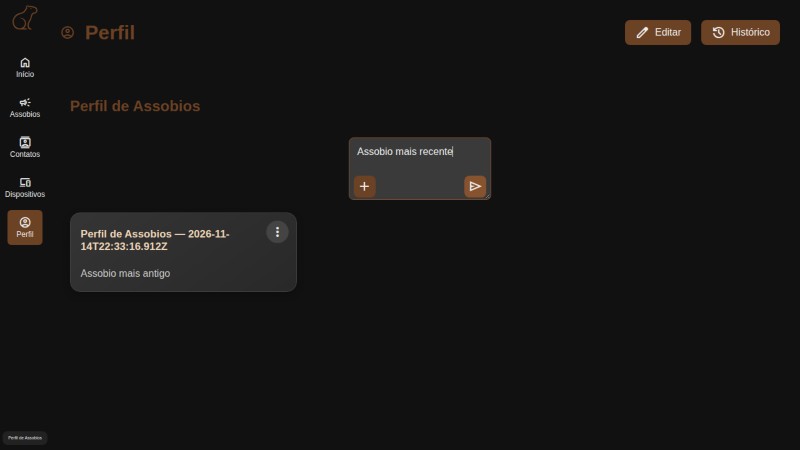 Perfil
Editar
Histórico
Início
Assobios
Contatos
Dispositivos
Perfil
Perfil de Assobios
Assobio mais recente
Perfil de Assobios — 2026-11-
14T22:33:16.912Z
Assobio mais antigo
Perfil de Assobios